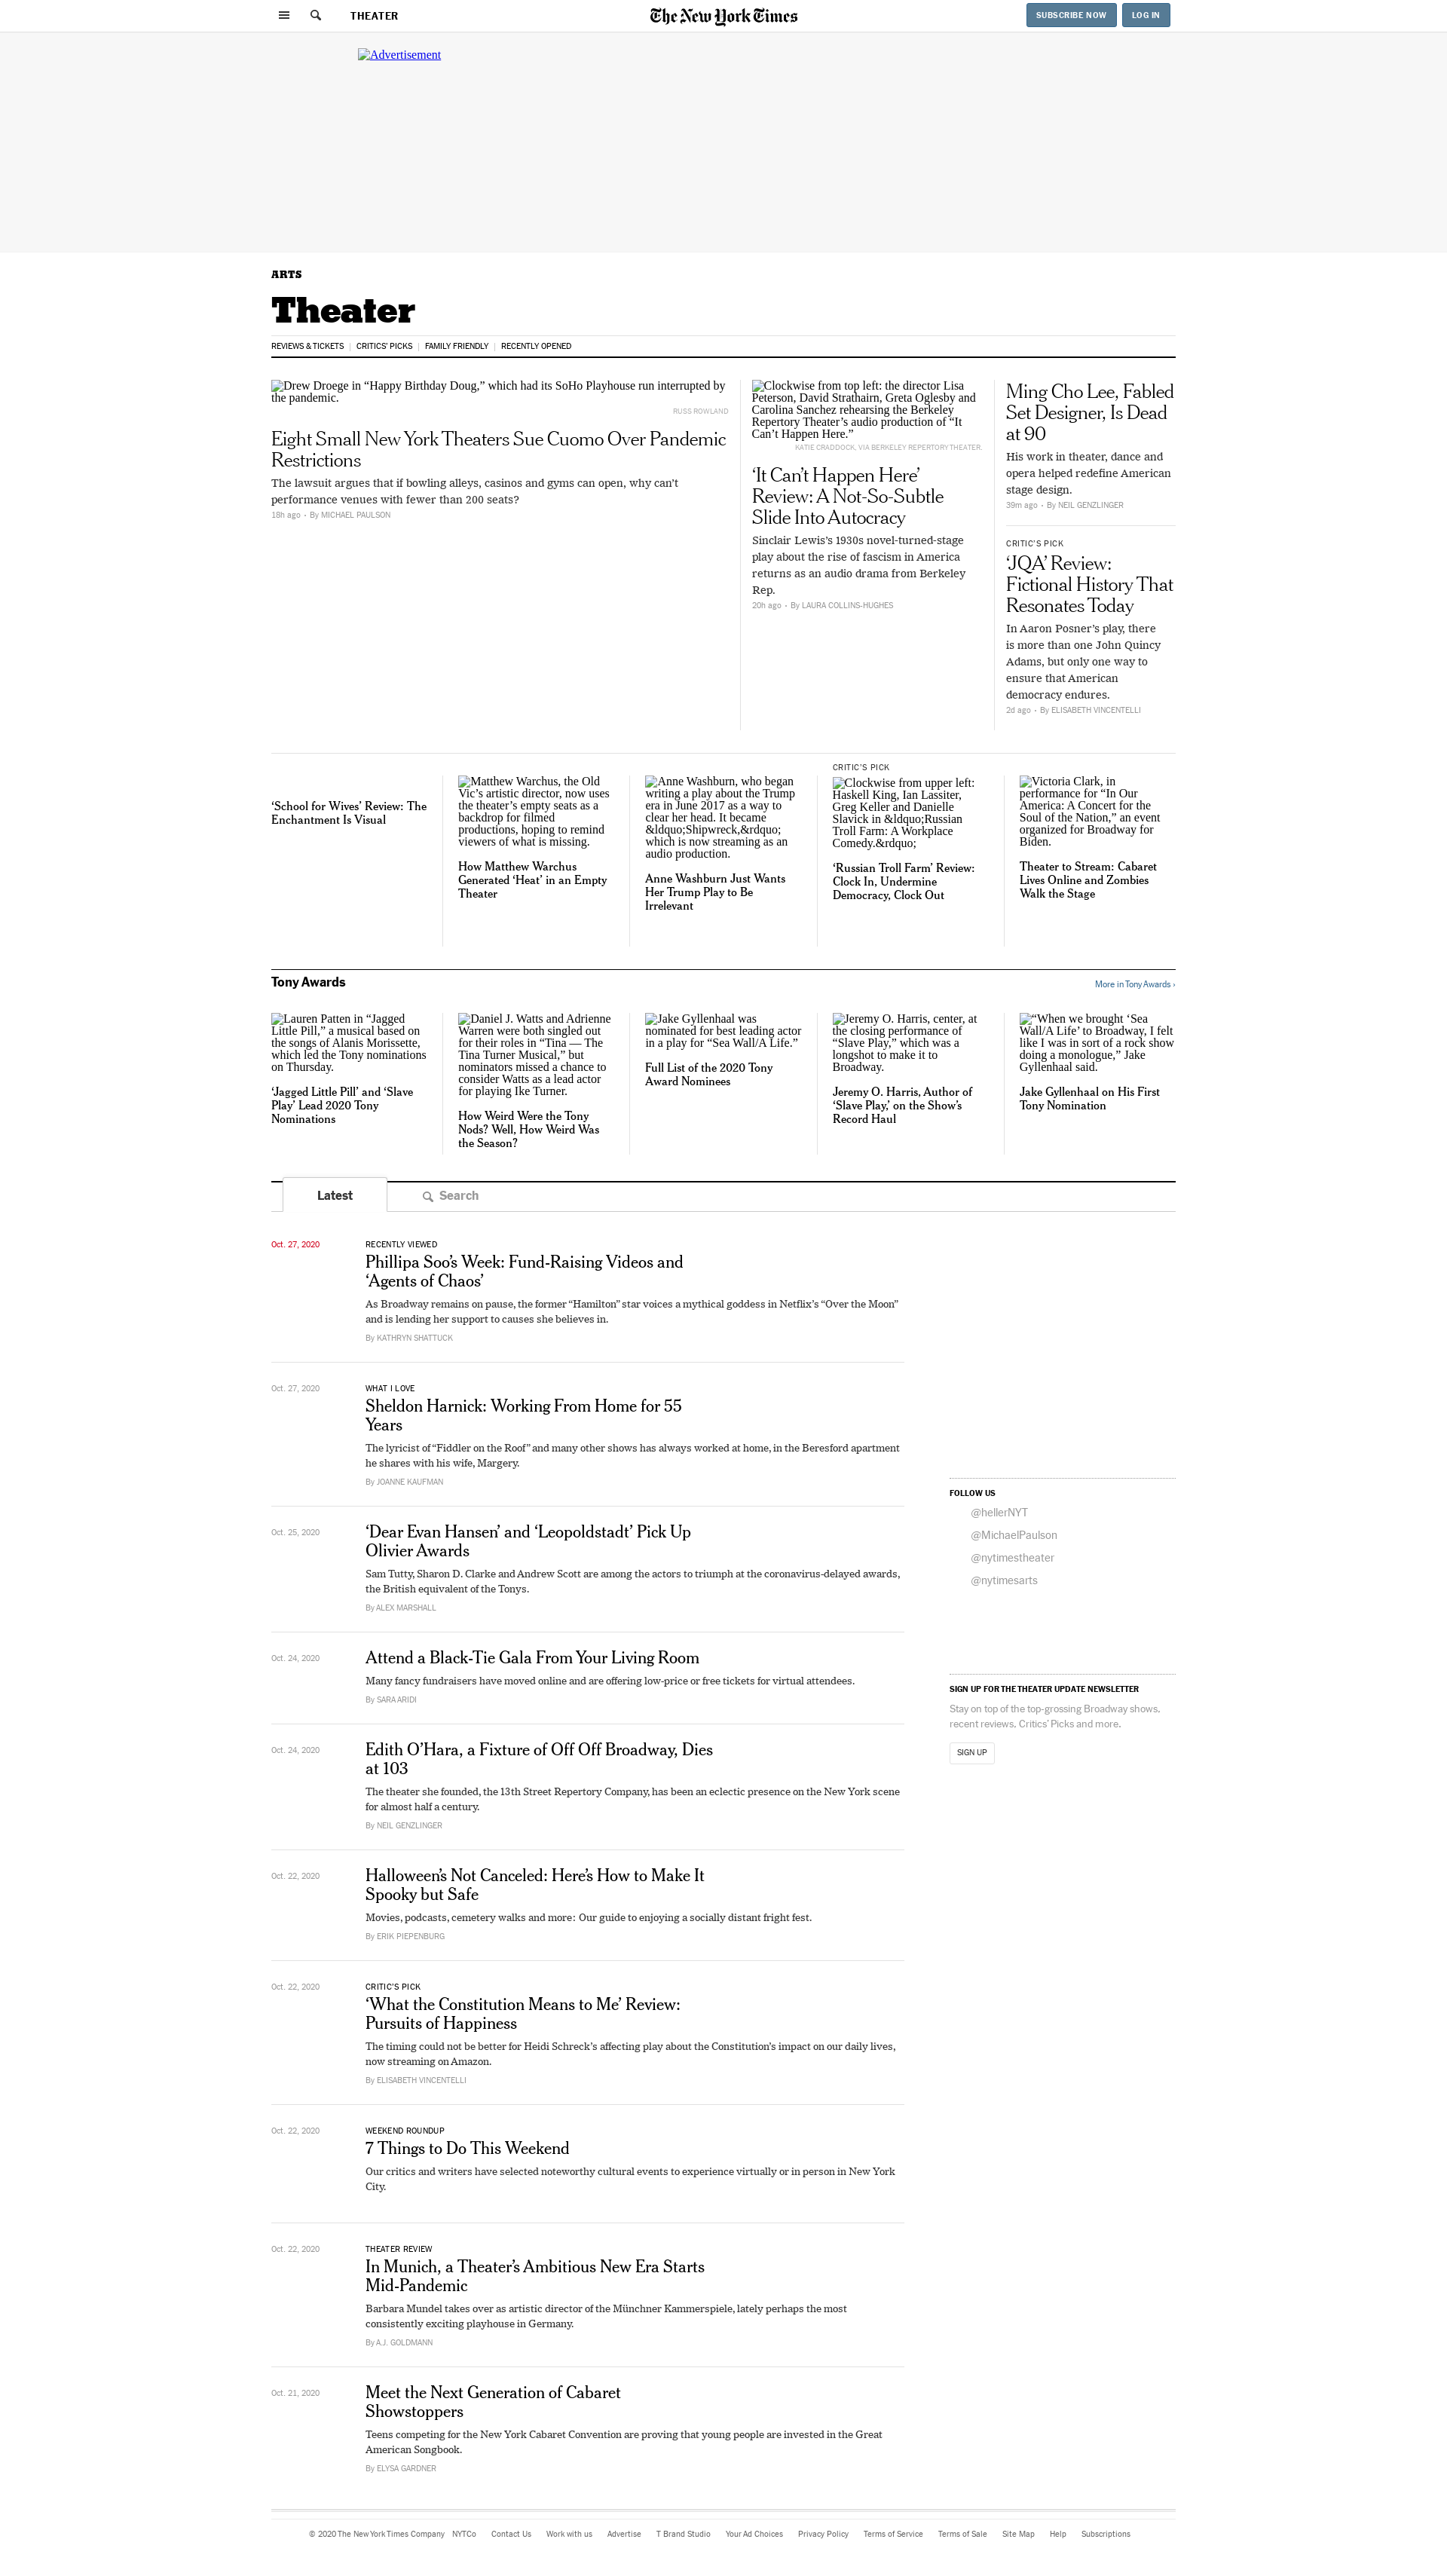 THEATER
The New York Times
SUBSCRIBE NOW
LOG IN
Advertisement
ARTS
Theater
REVIEWS & TICKETS
CRITICS' PICKS
FAMILY FRIENDLY
RECENTLY OPENED
Drew Droege in “Happy Birthday Doug,” which had its SoHo Playhouse run interrupted by
the pandemic.
RUSS ROWLAND
Eight Small New York Theaters Sue Cuomo Over Pandemic
Restrictions
The lawsuit argues that if bowling alleys, casinos and gyms can open, why can’t
performance venues with fewer than 200 seats?
18h ago • By MICHAEL PAULSON
Clockwise from top left: the director Lisa
Peterson, David Strathairn, Greta Oglesby and
Carolina Sanchez rehearsing the Berkeley
Repertory Theater’s audio production of “It
Can’t Happen Here.”
KATIE CRADDOCK, VIA BERKELEY REPERTORY THEATER.
‘It Can’t Happen Here’
Review: A Not-So-Subtle
Slide Into Autocracy
Sinclair Lewis’s 1930s novel-turned-stage
play about the rise of fascism in America
returns as an audio drama from Berkeley
Rep.
20h ago • By LAURA COLLINS-HUGHES
Ming Cho Lee, Fabled
Set Designer, Is Dead
at 90
His work in theater, dance and
opera helped redefine American
stage design.
39m ago • By NEIL GENZLINGER
CRITIC'S PICK
‘JQA’ Review:
Fictional History That
Resonates Today
In Aaron Posner’s play, there
is more than one John Quincy
Adams, but only one way to
ensure that American
democracy endures.
2d ago • By ELISABETH VINCENTELLI
‘School for Wives’ Review: The
Enchantment Is Visual
Matthew Warchus, the Old
Vic’s artistic director, now uses
the theater’s empty seats as a
backdrop for filmed
productions, hoping to remind
viewers of what is missing.
How Matthew Warchus
Generated ‘Heat’ in an Empty
Theater
Anne Washburn, who began
writing a play about the Trump
era in June 2017 as a way to
clear her head. It became
&ldquo;Shipwreck,&rdquo;
which is now streaming as an
audio production.
Anne Washburn Just Wants
Her Trump Play to Be
Irrelevant
CRITIC'S PICK
Clockwise from upper left:
Haskell King, Ian Lassiter,
Greg Keller and Danielle
Slavick in &ldquo;Russian
Troll Farm: A Workplace
Comedy.&rdquo;
‘Russian Troll Farm’ Review:
Clock In, Undermine
Democracy, Clock Out
Victoria Clark, in
performance for “In Our
America: A Concert for the
Soul of the Nation,” an event
organized for Broadway for
Biden.
Theater to Stream: Cabaret
Lives Online and Zombies
Walk the Stage
Tony Awards
More in Tony Awards ›
Lauren Patten in “Jagged
Little Pill,” a musical based on
the songs of Alanis Morissette,
which led the Tony nominations
on Thursday.
‘Jagged Little Pill’ and ‘Slave
Play’ Lead 2020 Tony
Nominations
Daniel J. Watts and Adrienne
Warren were both singled out
for their roles in “Tina — The
Tina Turner Musical,” but
nominators missed a chance to
consider Watts as a lead actor
for playing Ike Turner.
How Weird Were the Tony
Nods? Well, How Weird Was
the Season?
Jake Gyllenhaal was
nominated for best leading actor
in a play for “Sea Wall/A Life.”
Full List of the 2020 Tony
Award Nominees
Jeremy O. Harris, center, at
the closing performance of
“Slave Play,” which was a
longshot to make it to
Broadway.
Jeremy O. Harris, Author of
‘Slave Play,’ on the Show’s
Record Haul
“When we brought ‘Sea
Wall/A Life’ to Broadway, I felt
like I was in sort of a rock show
doing a monologue,” Jake
Gyllenhaal said.
Jake Gyllenhaal on His First
Tony Nomination
Latest
Search
Oct. 27, 2020
RECENTLY VIEWED
Phillipa Soo’s Week: Fund-Raising Videos and
‘Agents of Chaos’
As Broadway remains on pause, the former “Hamilton” star voices a mythical goddess in Netflix’s “Over the Moon”
and is lending her support to causes she believes in.
By KATHRYN SHATTUCK
Oct. 27, 2020
WHAT I LOVE
Sheldon Harnick: Working From Home for 55
Years
The lyricist of “Fiddler on the Roof” and many other shows has always worked at home, in the Beresford apartment
he shares with his wife, Margery.
By JOANNE KAUFMAN
Oct. 25, 2020
‘Dear Evan Hansen’ and ‘Leopoldstadt’ Pick Up
Olivier Awards
Sam Tutty, Sharon D. Clarke and Andrew Scott are among the actors to triumph at the coronavirus-delayed awards,
the British equivalent of the Tonys.
By ALEX MARSHALL
Oct. 24, 2020
Attend a Black-Tie Gala From Your Living Room
Many fancy fundraisers have moved online and are offering low-price or free tickets for virtual attendees.
By SARA ARIDI
Oct. 24, 2020
Edith O’Hara, a Fixture of Off Off Broadway, Dies
at 103
The theater she founded, the 13th Street Repertory Company, has been an eclectic presence on the New York scene
for almost half a century.
By NEIL GENZLINGER
Oct. 22, 2020
Halloween’s Not Canceled: Here’s How to Make It
Spooky but Safe
Movies, podcasts, cemetery walks and more: Our guide to enjoying a socially distant fright fest.
By ERIK PIEPENBURG
Oct. 22, 2020
CRITIC'S PICK
‘What the Constitution Means to Me’ Review:
Pursuits of Happiness
The timing could not be better for Heidi Schreck’s affecting play about the Constitution’s impact on our daily lives,
now streaming on Amazon.
By ELISABETH VINCENTELLI
Oct. 22, 2020
WEEKEND ROUNDUP
7 Things to Do This Weekend
Our critics and writers have selected noteworthy cultural events to experience virtually or in person in New York
City.
Oct. 22, 2020
THEATER REVIEW
In Munich, a Theater’s Ambitious New Era Starts
Mid-Pandemic
Barbara Mundel takes over as artistic director of the Münchner Kammerspiele, lately perhaps the most
consistently exciting playhouse in Germany.
By A.J. GOLDMANN
Oct. 21, 2020
Meet the Next Generation of Cabaret
Showstoppers
Teens competing for the New York Cabaret Convention are proving that young people are invested in the Great
American Songbook.
By ELYSA GARDNER
FOLLOW US
@hellerNYT
@MichaelPaulson
@nytimestheater
@nytimesarts
SIGN UP FOR THE THEATER UPDATE NEWSLETTER
Stay on top of the top-grossing Broadway shows,
recent reviews, Critics’ Picks and more.
SIGN UP
© 2020 The New York Times Company NYTCo Contact Us Work with us Advertise T Brand Studio Your Ad Choices Privacy Policy Terms of Service Terms of Sale Site Map Help Subscriptions